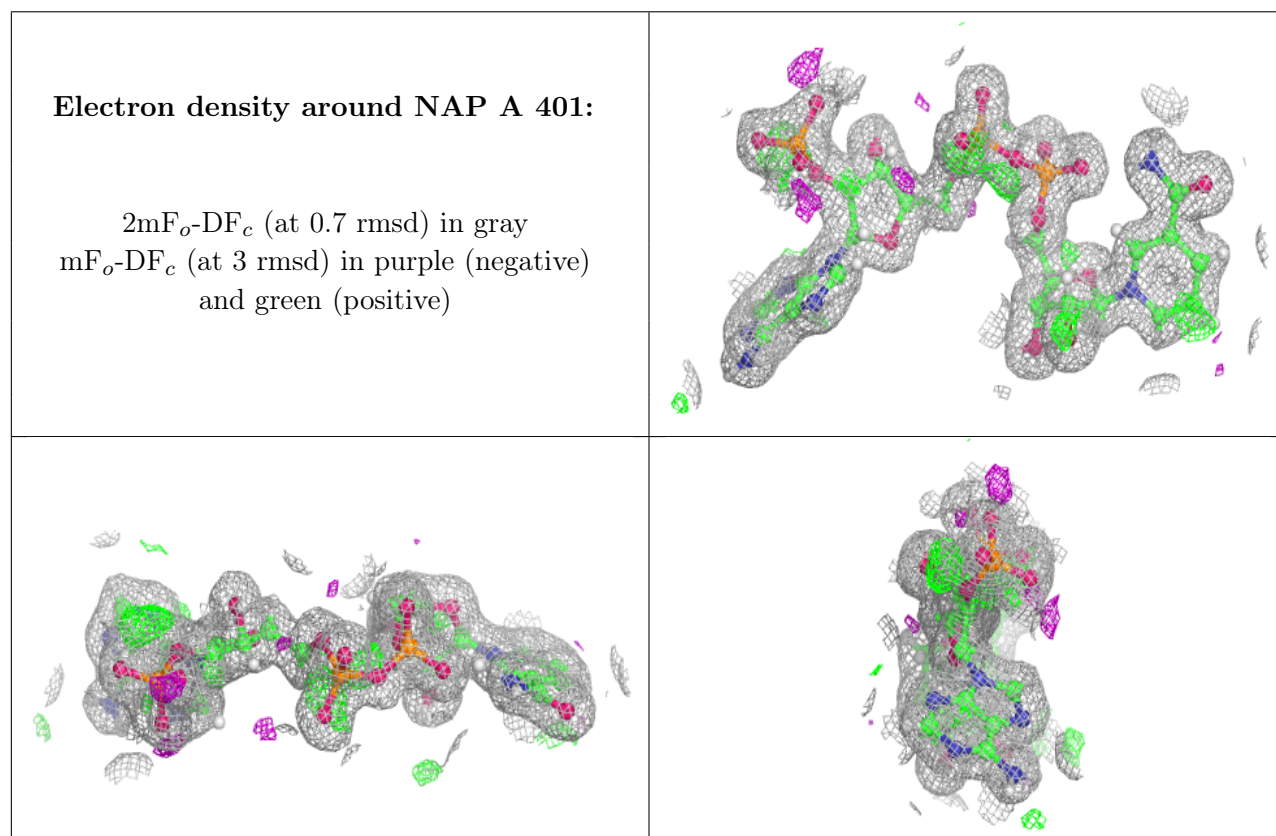 Electron density around NAP A 401:
2mFo-DFc (at 0.7 rmsd) in gray
mFo-DFc (at 3 rmsd) in purple (negative)
and green (positive)